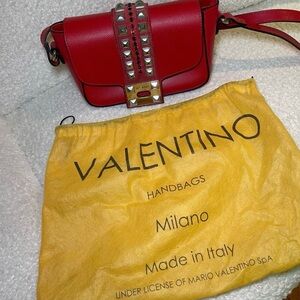 VALENTINO
HANDBAGS
Milano
Made in Italy
UNDER LICENSE OF MARIO VALENTINO SpA